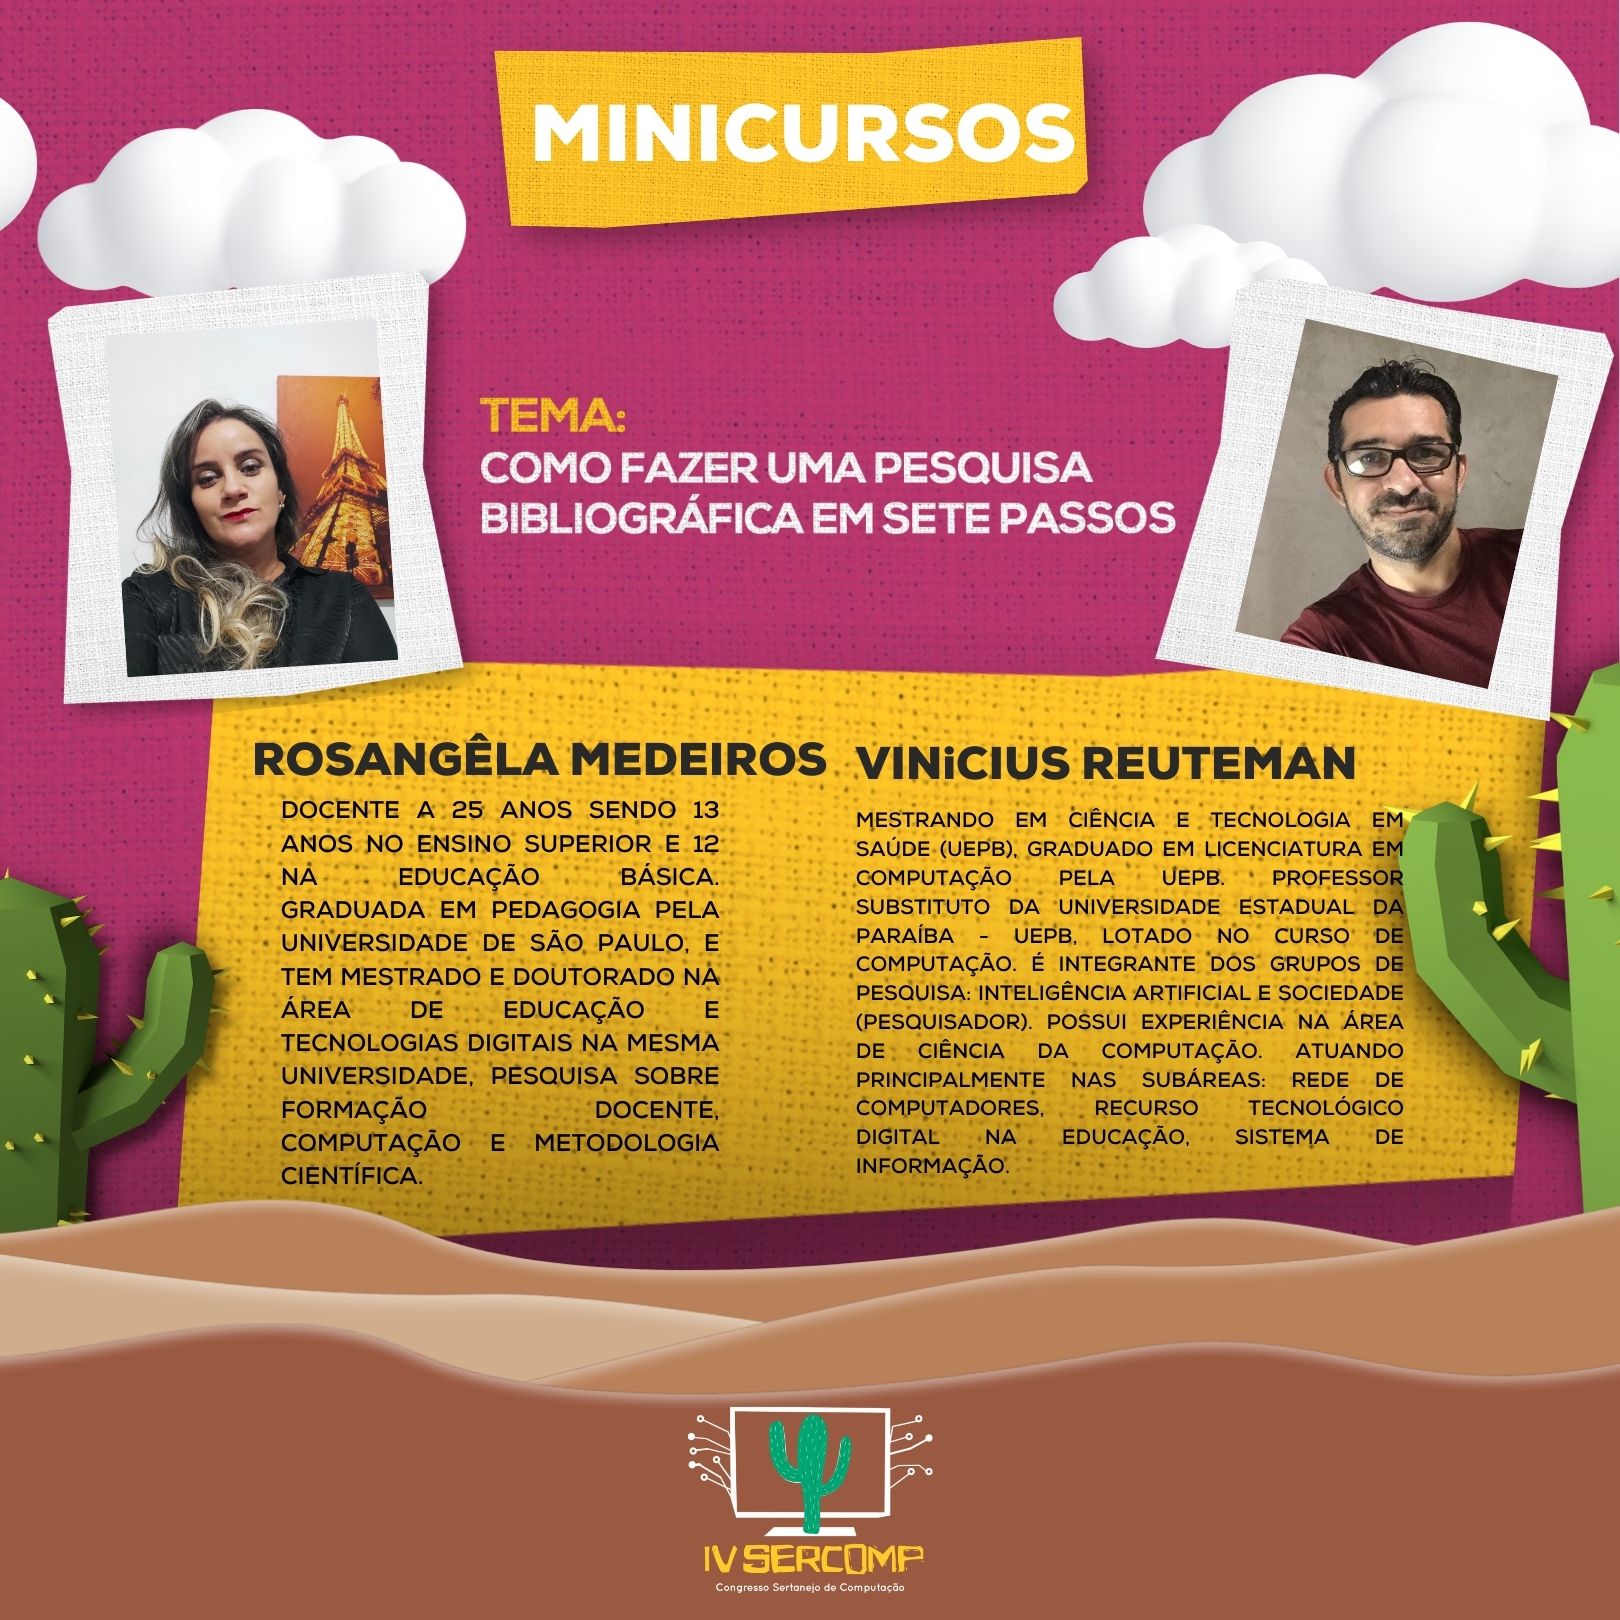 MINICURSOS
TEMA:
COMO FAZER UMA PESQUISA
BIBLIOGRÁFICA EM SETE PASSOS
ROSANGÊLA MEDEIROS
DOCENTE A 25 ANOS SENDO 13
ANOS NO ENSINO SUPERIOR E 12
NA EDUCAÇÃO BÁSICA.
GRADUADA EM PEDAGOGIA PELA
UNIVERSIDADE DE SÃO PAULO, E
TEM MESTRADO E DOUTORADO NA
ÁREA DE EDUCAÇÃO E
TECNOLOGIAS DIGITAIS NA MESMA
UNIVERSIDADE, PESQUISA SOBRE
FORMAÇÃO DOCENTE,
COMPUTAÇÃO E METODOLOGIA
CIENTÍFICA.
VINiCIUS REUTEMAN
MESTRANDO EM CIÊNCIA E TECNOLOGIA EM
SAÚDE (UEPB), GRADUADO EM LICENCIATURA EM
COMPUTAÇÃO PELA UEPB. PROFESSOR
SUBSTITUTO DA UNIVERSIDADE ESTADUAL DA
PARAÍBA - UEPB, LOTADO NO CURSO DE
COMPUTAÇÃO. É INTEGRANTE DOS GRUPOS DE
PESQUISA: INTELIGÊNCIA ARTIFICIAL E SOCIEDADE
(PESQUISADOR). POSSUI EXPERIÊNCIA NA ÁREA
DE CIÊNCIA DA COMPUTAÇÃO. ATUANDO
PRINCIPALMENTE NAS SUBÁREAS: REDE DE
COMPUTADORES, RECURSO TECNOLÓGICO
DIGITAL NA EDUCAÇÃO, SISTEMA DE
INFORMAÇÃO.
IV SERCOMP
Congresso Sertanejo de Computação